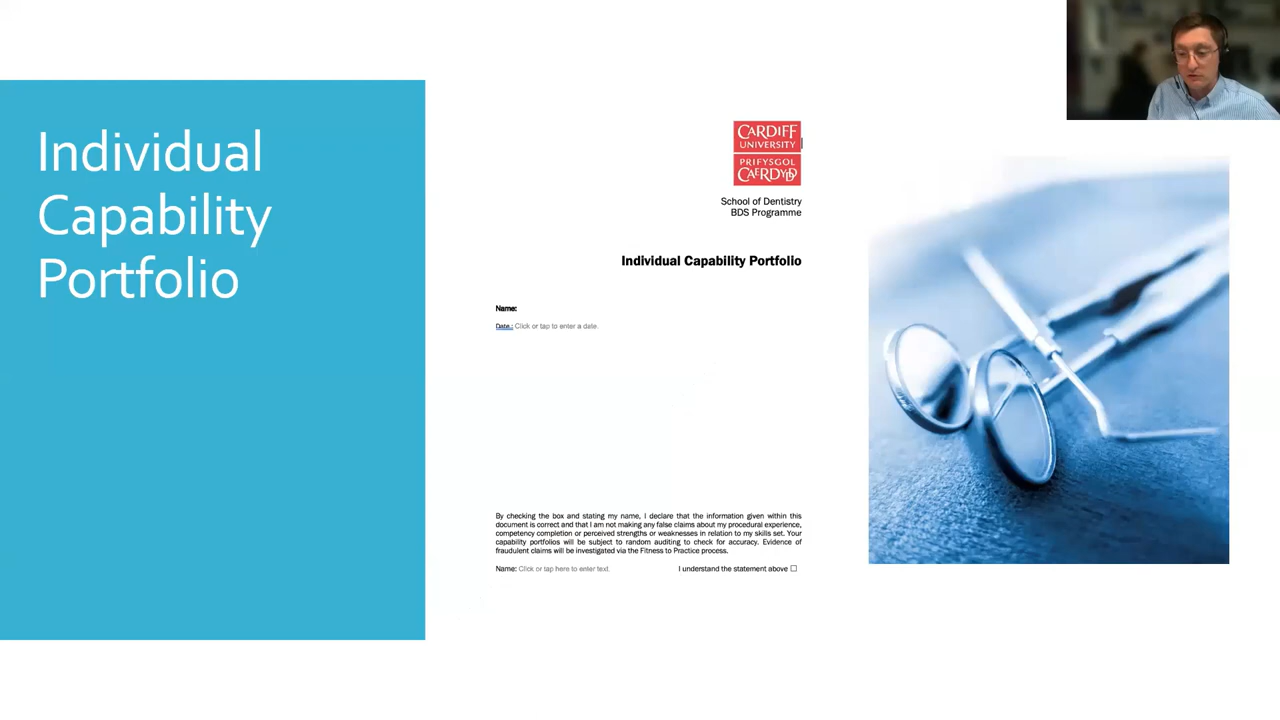 Individual
Capability
Portfolio
CARDIFF
UNIVERSITY
PRIFYSGOL
CAERDYDD
School of Dentistry
BDS Programme
Individual Capability Portfolio
Name:
Date.: Click or tap to enter a date.
By checking the box and stating my name, I declare that the information given within this
document is correct and that I am not making any false claims about my procedural experience,
competency completion or perceived strengths or weaknesses in relation to my skills set. Your
capability portfolios will be subject to random auditing to check for accuracy. Evidence of
fraudulent claims will be investigated via the Fitness to Practice process.
Name: Click or tap here to enter text. I understand the statement above ☐